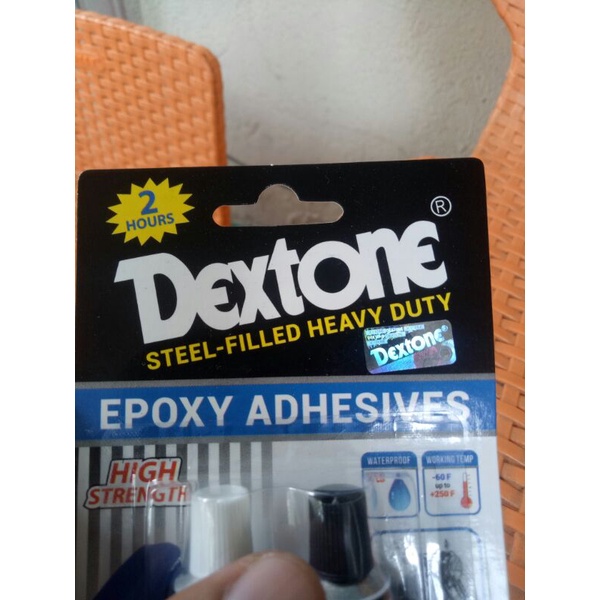 2
HOURS
Dextone®
STEEL-FILLED HEAVY DUTY
Dextone
EPOXY ADHESIVES
HIGH
STRENGTH
WATERPROOF
WORKING TEMP
-60 F
up to
+250 F